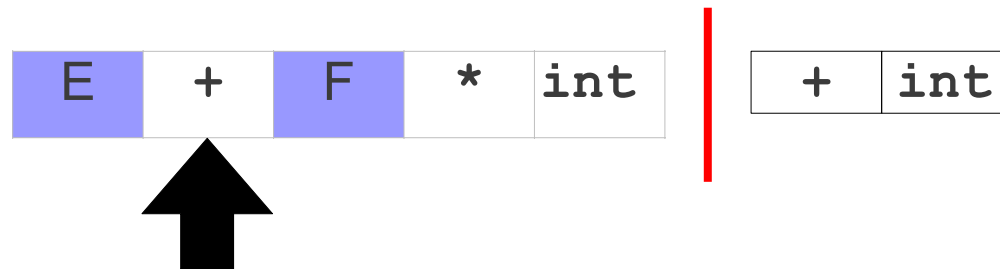 E + F * int + int